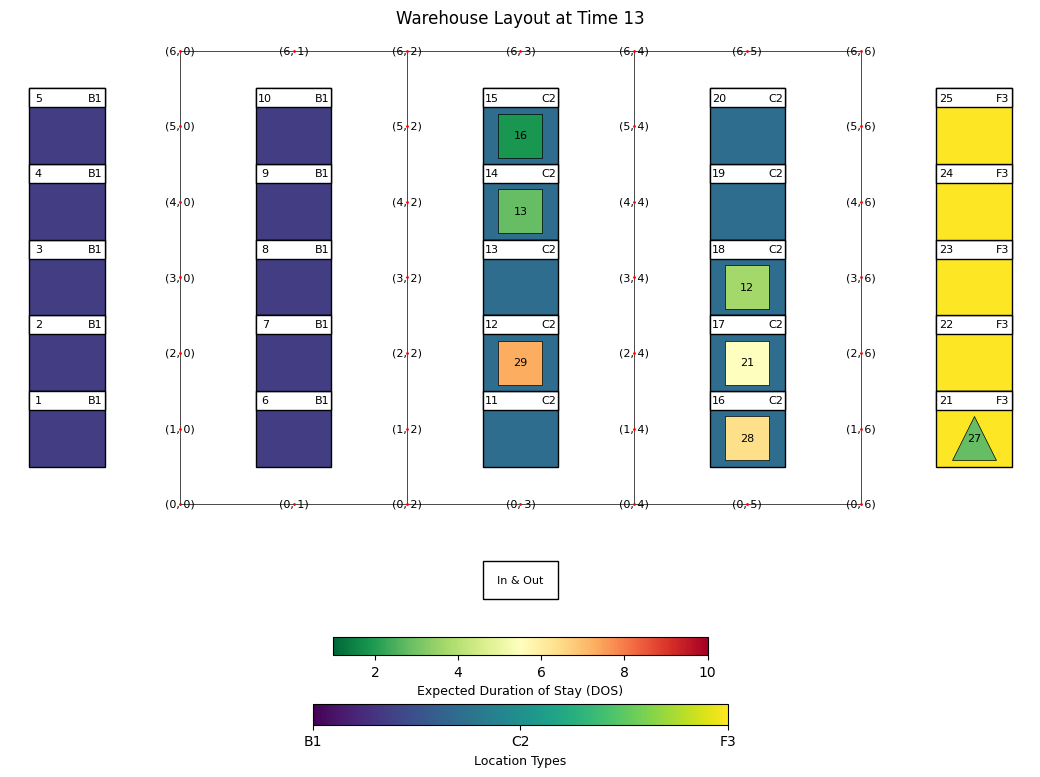 Warehouse Layout at Time 13
(6, 0) (6, 1) (6, 2) (6, 3) (6, 4) (6, 5) (6, 6)
5 B1 10 B1 15 C2 20 C2 25 F3
(5, 0) (5, 2) 16 (5, 4) (5, 6)
4 B1 9 B1 14 C2 19 C2 24 F3
(4, 0) (4, 2) 13 (4, 4) (4, 6)
3 B1 8 B1 13 C2 18 C2 23 F3
(3, 0) (3, 2) (3, 4) 12 (3, 6)
2 B1 7 B1 12 C2 17 C2 22 F3
(2, 0) (2, 2) 29 (2, 4) 21 (2, 6)
1 B1 6 B1 11 C2 16 C2 21 F3
(1, 0) (1, 2) (1, 4) 28 (1, 6) 27
(0, 0) (0, 1) (0, 2) (0, 3) (0, 4) (0, 5) (0, 6)
In & Out
2 4 6 8 10
Expected Duration of Stay (DOS)
B1 C2 F3
Location Types